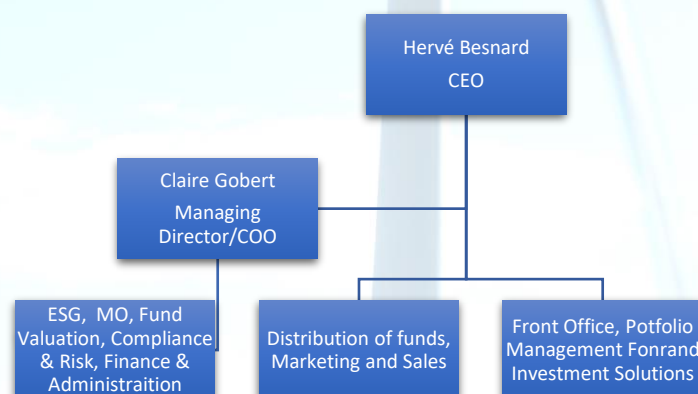 Hervé Besnard
CEO
Claire Gobert
Managing
Director/COO
ESG, MO, Fund
Valuation, Compliance
& Risk, Finance &
Administraition
Distribution of funds,
Marketing and Sales
Front Office, Potfolio
Management Fonrand
Investment Solutions